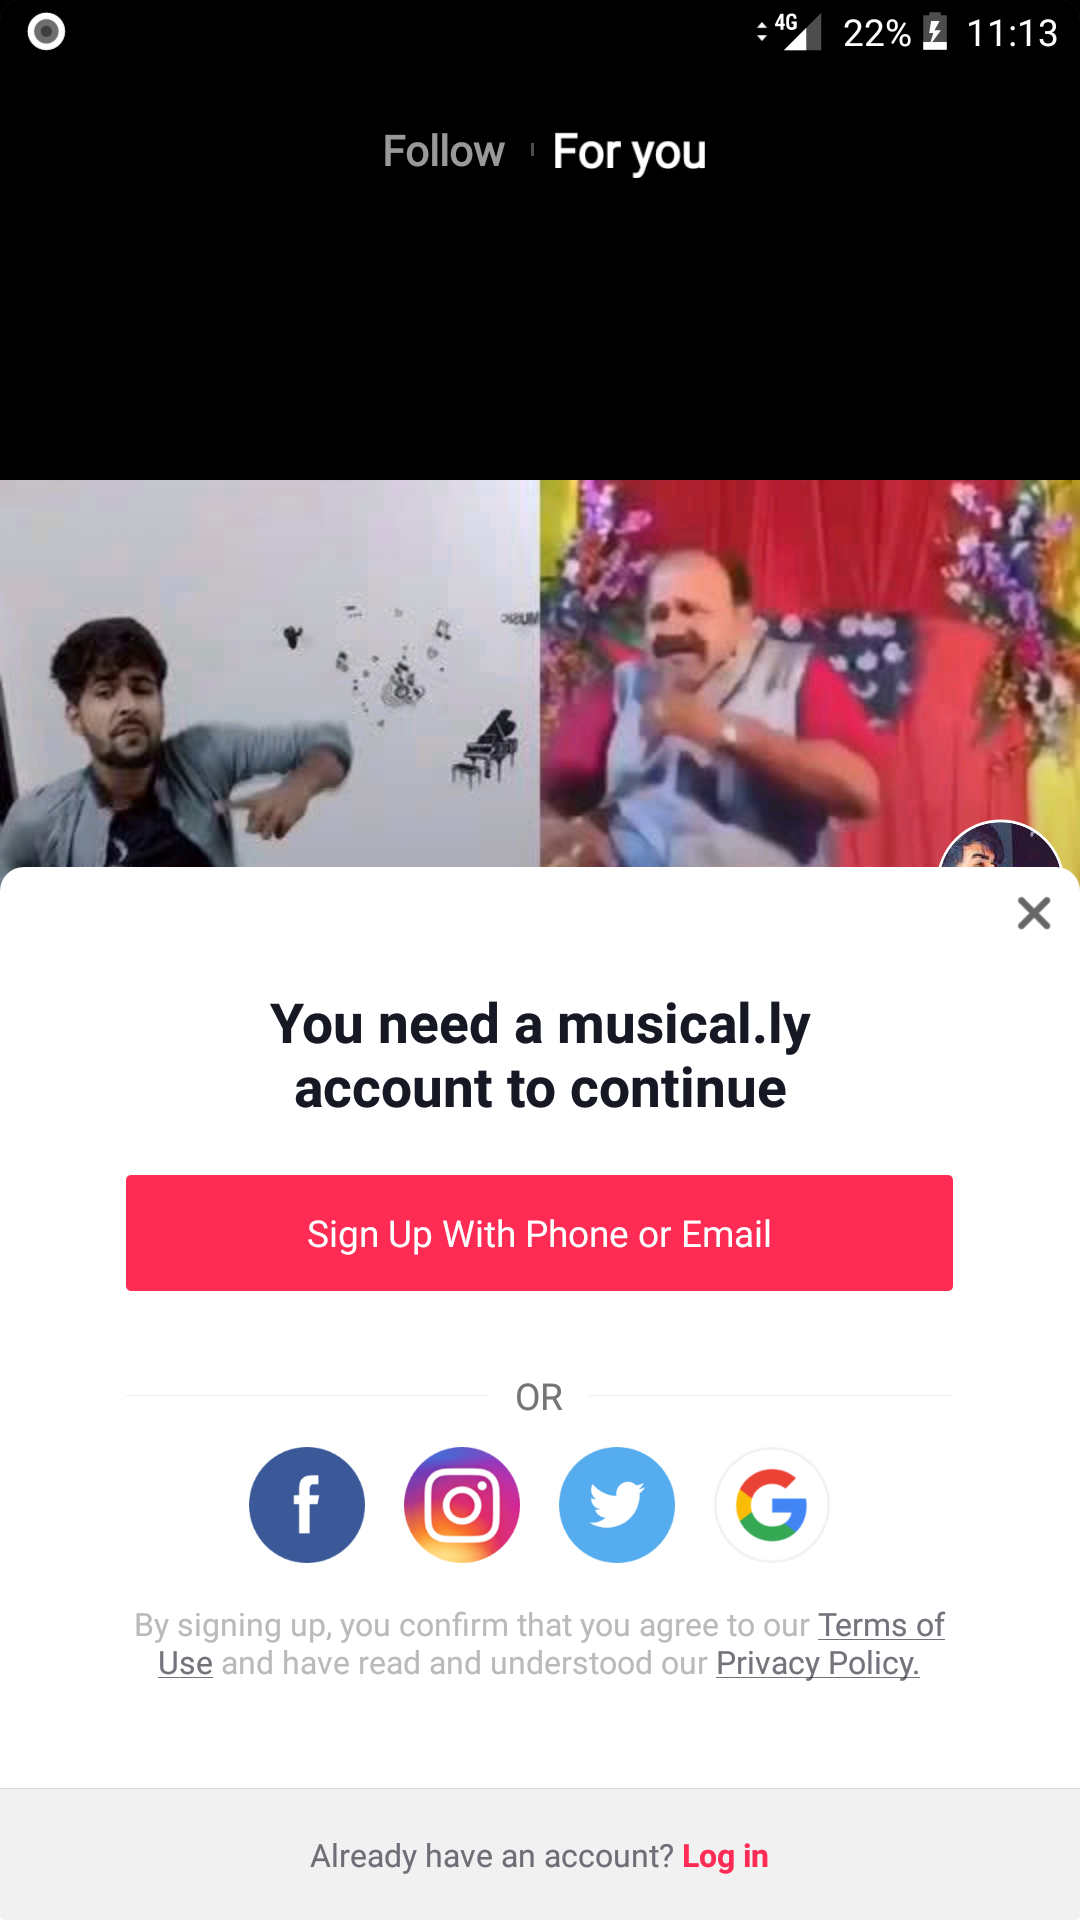 4G 22% 11:13
Follow For you
You need a musical.ly
account to continue
Sign Up With Phone or Email
OR
By signing up, you confirm that you agree to our Terms of
Use and have read and understood our Privacy Policy.
Already have an account? Log in